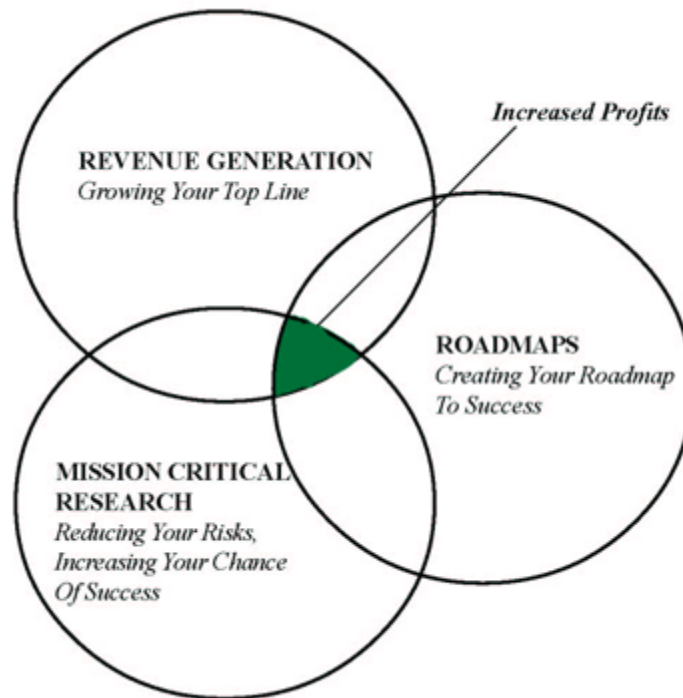 Increased Profits
REVENUE GENERATION
Growing Your Top Line
ROADMAPS
Creating Your Roadmap
To Success
MISSION CRITICAL
RESEARCH
Reducing Your Risks,
Increasing Your Chance
Of Success